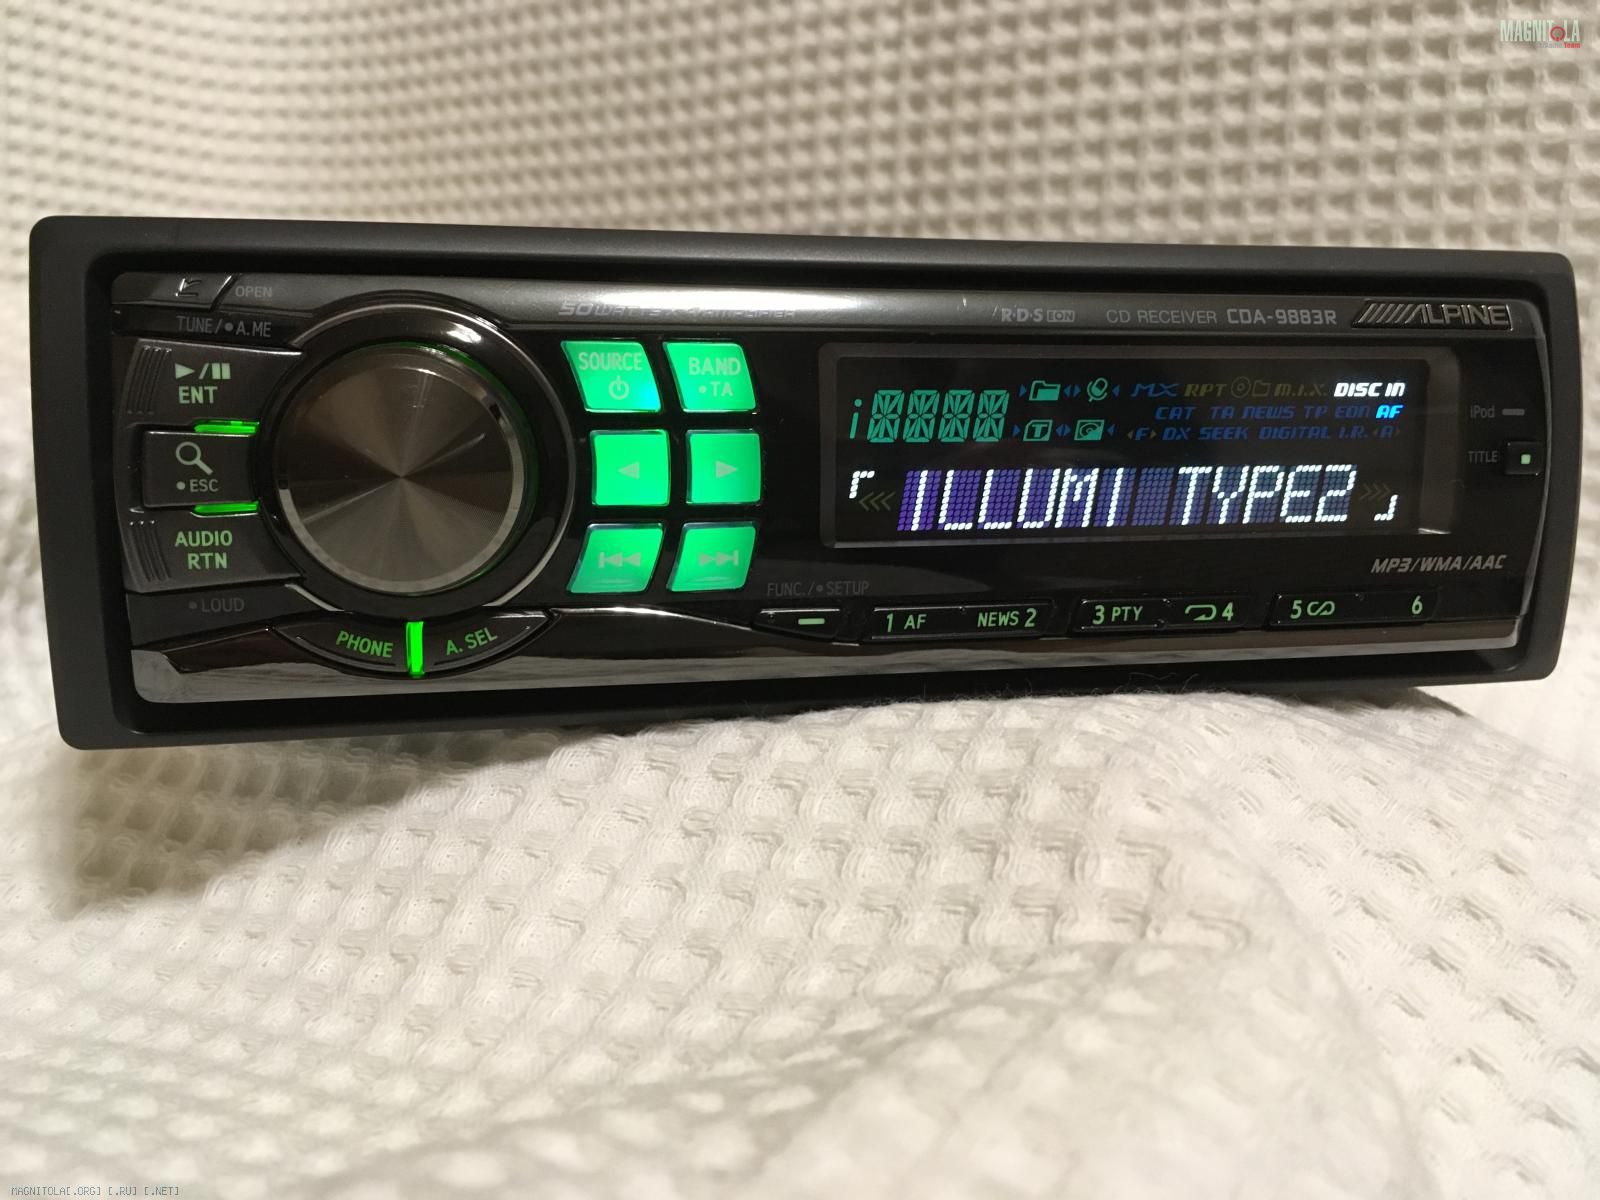 MAGNITOLA
OPEN
TUNE/•A.ME
50WATTS×4 AMPLIFIER
R·D·S EON CD RECEIVER CDA-9883R ALPINE
ENT
•ESC
AUDIO
RTN
•LOUD
PHONE
A. SEL
SOURCE
BAND
•TA
MX RPT M.I.X. DISC IN
CAT TA NEWS TP EON AF
T F DX SEEK DIGITAL I.R. A
「ILLUMI TYPE2」
iPod
TITLE
MP3/WMA/AAC
FUNC./•SETUP
1 AF NEWS 2 3 PTY 4 5 6
MAGNITOLA[.ORG] [.RU] [.NET]